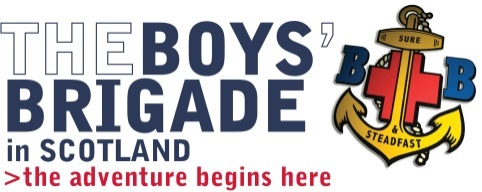 THE BOYS'
BRIGADE
in SCOTLAND
>the adventure begins here
SURE
B B
&
STEADFAST